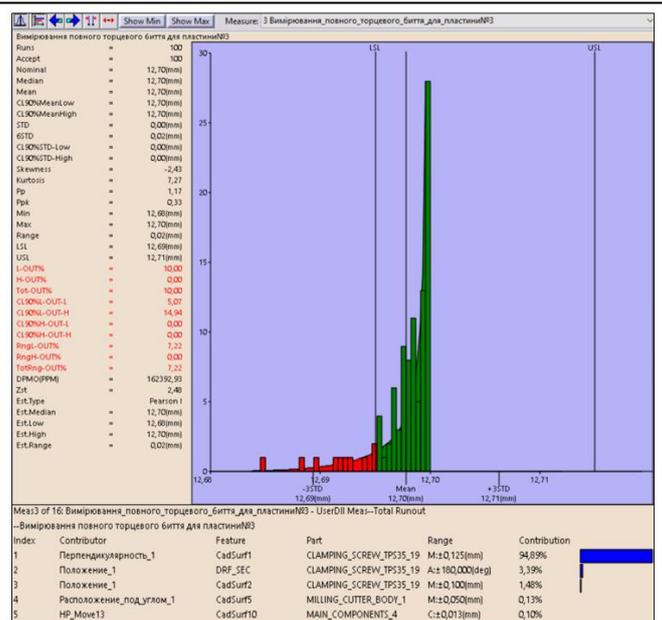 Show Min Show Max Measure: 3 Вимірювання_повного_торцевого_биття_для_пластини№3
Вимірювання повного торцевого биття для пластини№3
Runs = 100
Accept = 100
Nominal = 12,70(mm)
Median = 12,70(mm)
Mean = 12,70(mm)
CL90%MeanLow = 12,70(mm)
CL90%MeanHigh = 12,70(mm)
STD = 0,00(mm)
6STD = 0,02(mm)
CL90%STD-Low = 0,00(mm)
CL90%STD-High = 0,00(mm)
Skewness = -2,43
Kurtosis = 7,27
Pp = 1,17
Ppk = 0,33
Min = 12,68(mm)
Max = 12,70(mm)
Range = 0,02(mm)
LSL = 12,69(mm)
USL = 12,71(mm)
L-OUT% = 10,00
H-OUT% = 0,00
Tot-OUT% = 10,00
CL90%L-OUT-L = 5,07
CL90%L-OUT-H = 14,94
CL90%H-OUT-L = 0,00
CL90%H-OUT-H = 0,00
RngL-OUT% = 7,22
RngH-OUT% = 0,00
TotRng-OUT% = 7,22
DPMO(PPM) = 162392,93
Zst = 2,48
Est.Type = Pearson I
Est.Median = 12,70(mm)
Est.Low = 12,68(mm)
Est.High = 12,70(mm)
Est.Range = 0,02(mm)
LSL USL
30
25
20
15
10
5
0
12,68 12,69 12,70 12,71
-3STD Mean +3STD
12,69(mm) 12,70(mm) 12,71(mm)
Meas3 of 16: Вимірювання_повного_торцевого_биття_для_пластини№3 - UserDll Meas--Total Runout
--Вимірювання повного торцевого биття для пластини№3
Index Contributor Feature Part Range Contribution
1 Перпендикулярность_1 CadSurf1 CLAMPING_SCREW_TPS35_19 M:±0,125(mm) 94,89%
2 Положение_1 DRF_SEC CLAMPING_SCREW_TPS35_19 A:±180,000(deg) 3,39%
3 Положение_1 CadSurf2 CLAMPING_SCREW_TPS35_19 M:±0,100(mm) 1,48%
4 Расположение_под_углом_1 CadSurf5 MILLING_CUTTER_BODY_1 M:±0,050(mm) 0,13%
5 HP_Move13 CadSurf10 MAIN_COMPONENTS_4 C:±0,013(mm) 0,10%